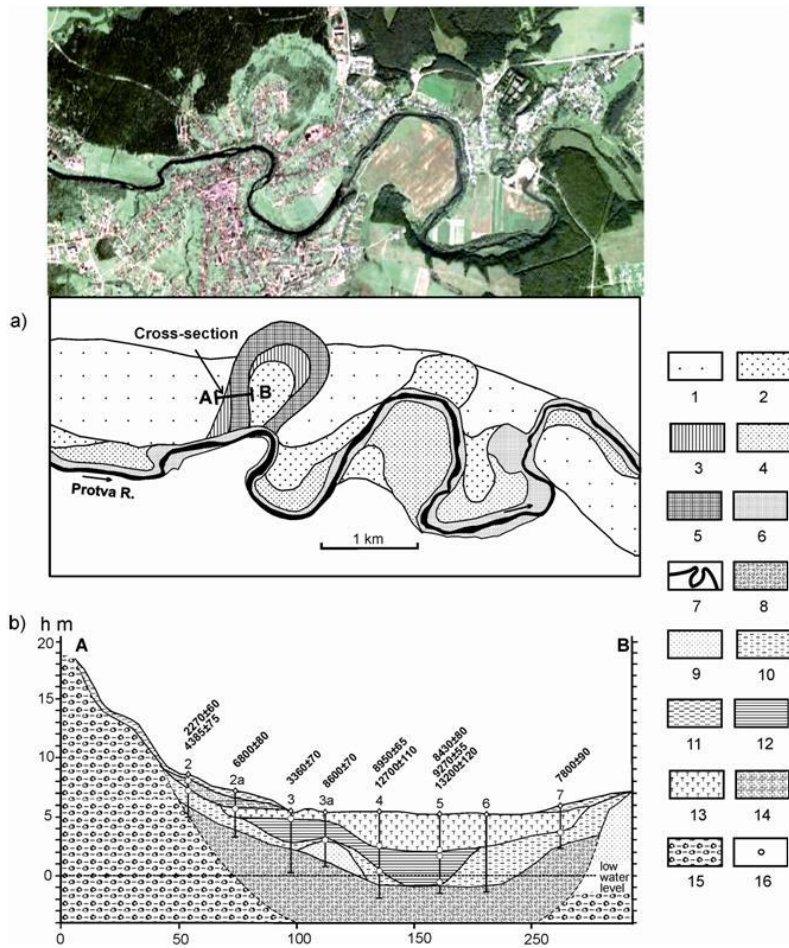 a)
Cross-section
A
B
Protva R.
1 km
1
2
3
4
5
6
7
8
9
10
11
12
13
14
15
16
b)
h m
A
B
20
15
10
5
0
2270±60
4385±75
6800±80
3360±70
8600±70
8950±65
12700±110
8430±80
9270±55
13200±120
7800±90
2
2a
3
3a
4
5
6
7
low
water
level
0
50
100
150
200
250